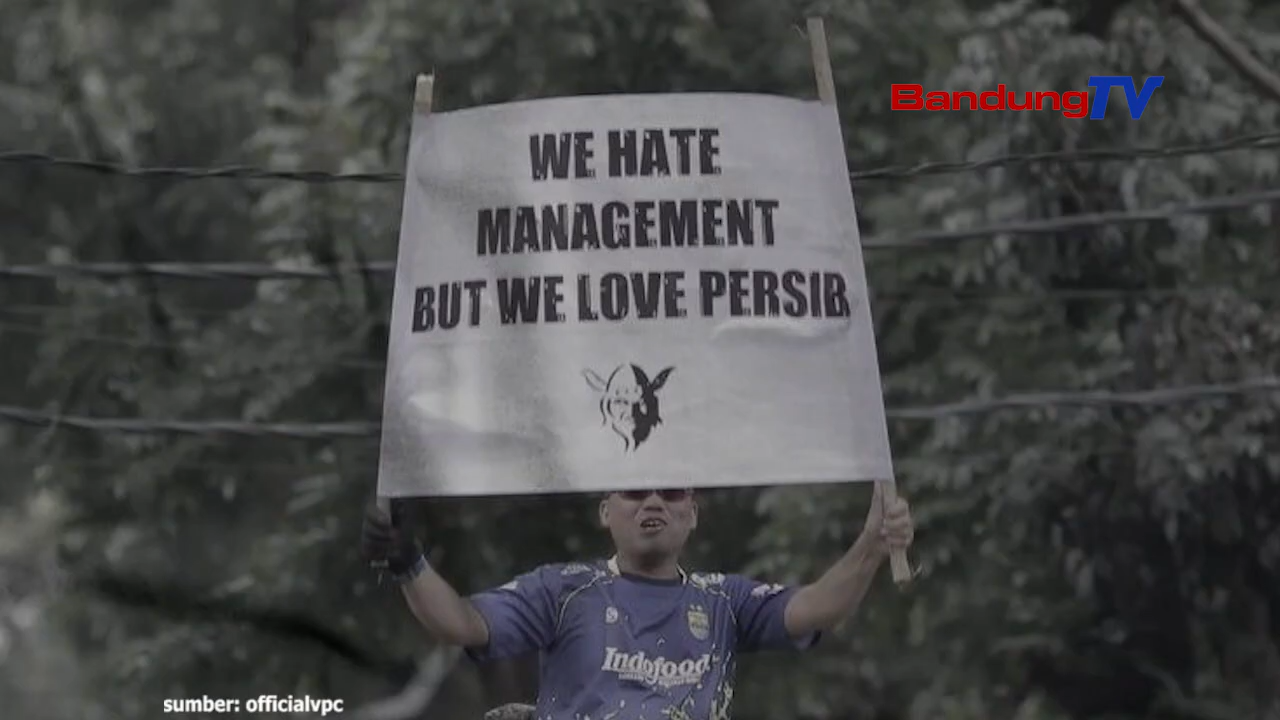 BandungTV
WE HATE
MANAGEMENT
BUT WE LOVE PERSIB
Indofood
sumber: officialvpc